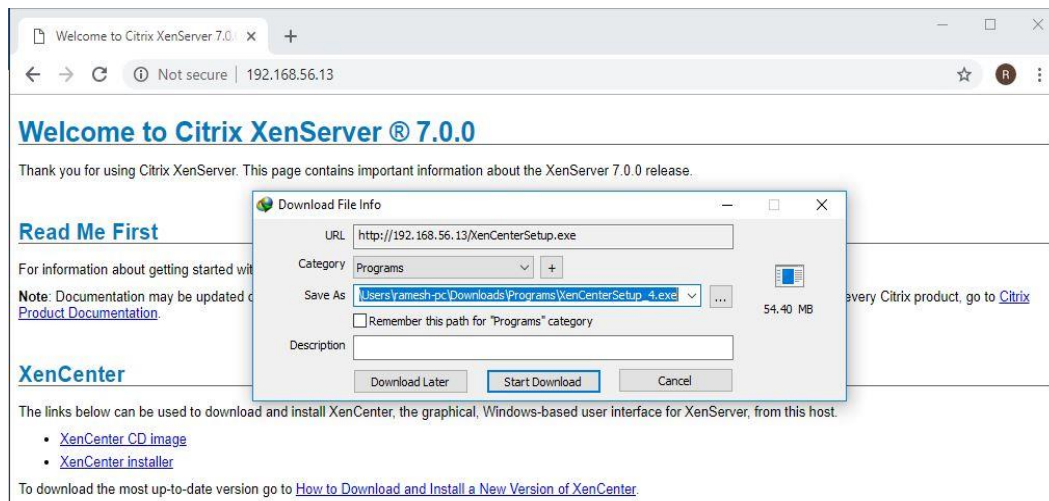 Welcome to Citrix XenServer 7.0.
Not secure | 192.168.56.13
R
Welcome to Citrix XenServer ® 7.0.0
Thank you for using Citrix XenServer. This page contains important information about the XenServer 7.0.0 release.
Download File Info
URL http://192.168.56.13/XenCenterSetup.exe
Category Programs +
Save As \Users\ramesh-pc\Downloads\Programs\XenCenterSetup_4.exe ...
54.40 MB
Remember this path for "Programs" category
Description
Download Later Start Download Cancel
Read Me First
For information about getting started wit
Note: Documentation may be updated every Citrix product, go to Citrix
Product Documentation.
XenCenter
The links below can be used to download and install XenCenter, the graphical, Windows-based user interface for XenServer, from this host.
• XenCenter CD image
• XenCenter installer
To download the most up-to-date version go to How to Download and Install a New Version of XenCenter.